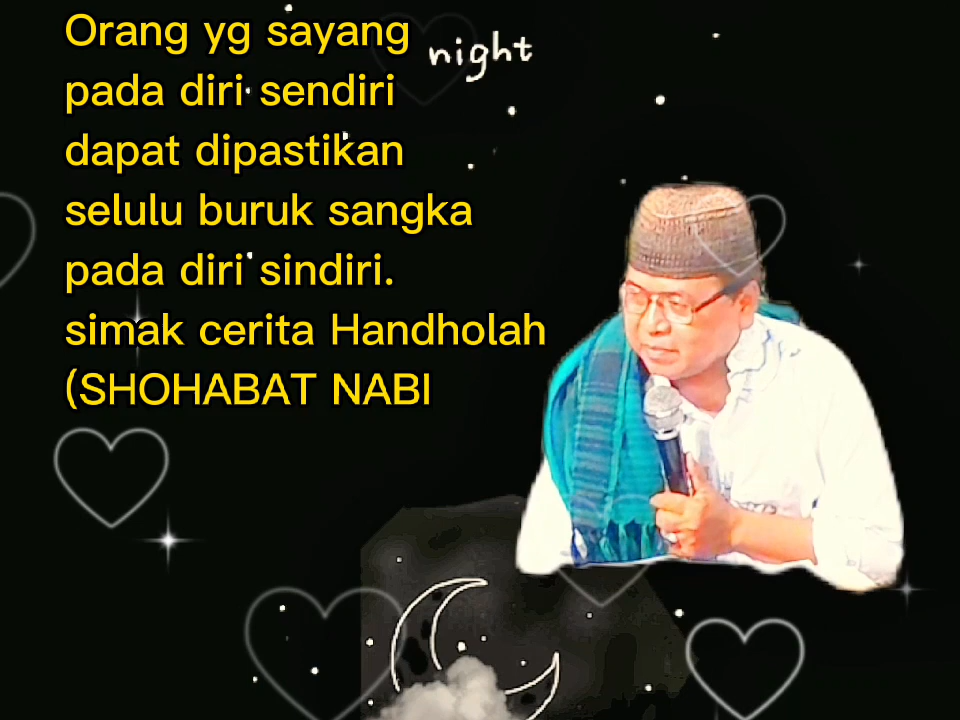 Orang yg sayang
night
pada diri sendiri
dapat dipastikan
selulu buruk sangka
pada diri sindiri.
simak cerita Handholah
(SHOHABAT NABI